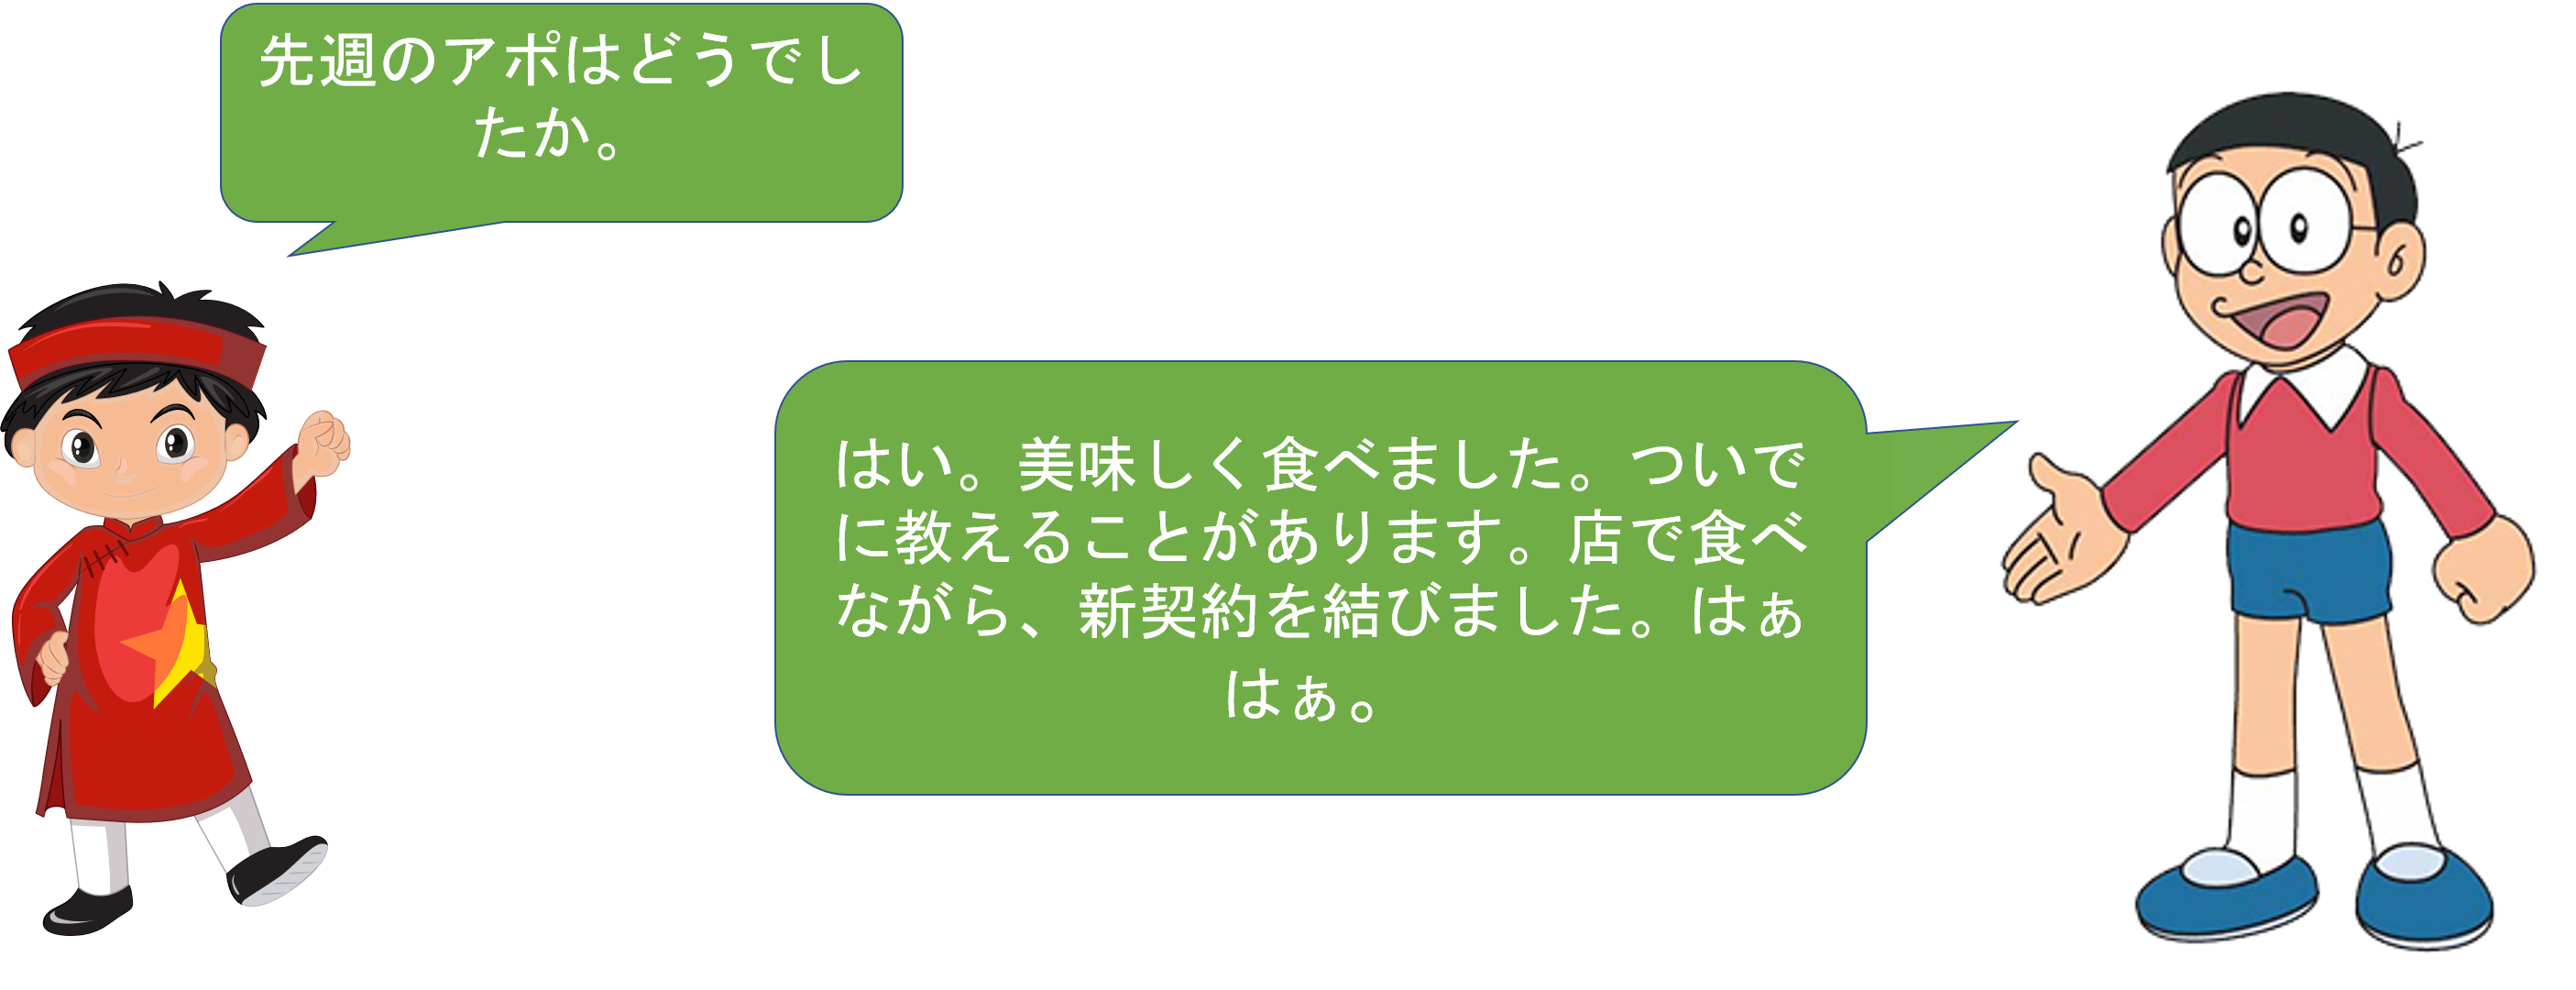 先週のアポはどうでし
たか。
はい。美味しく食べました。ついで
に教えることがあります。店で食べ
ながら、新契約を結びました。はぁ
はぁ。